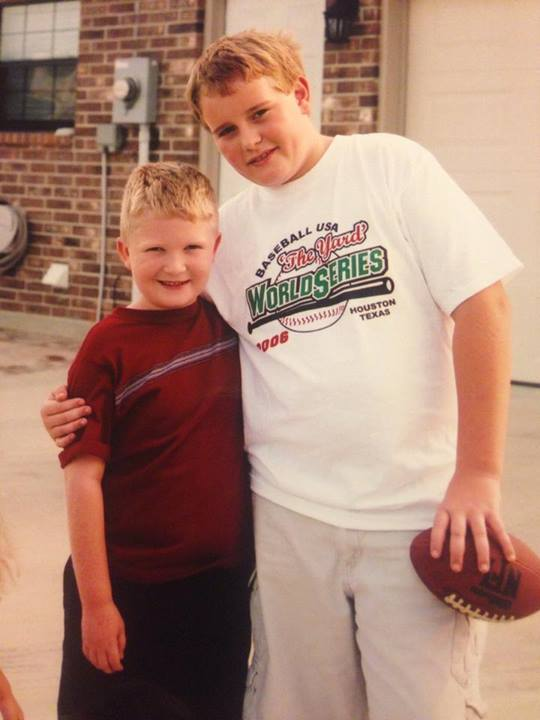 BASEBALL USA
"The Yard"
WORLD SERIES
HOUSTON
TEXAS
2006